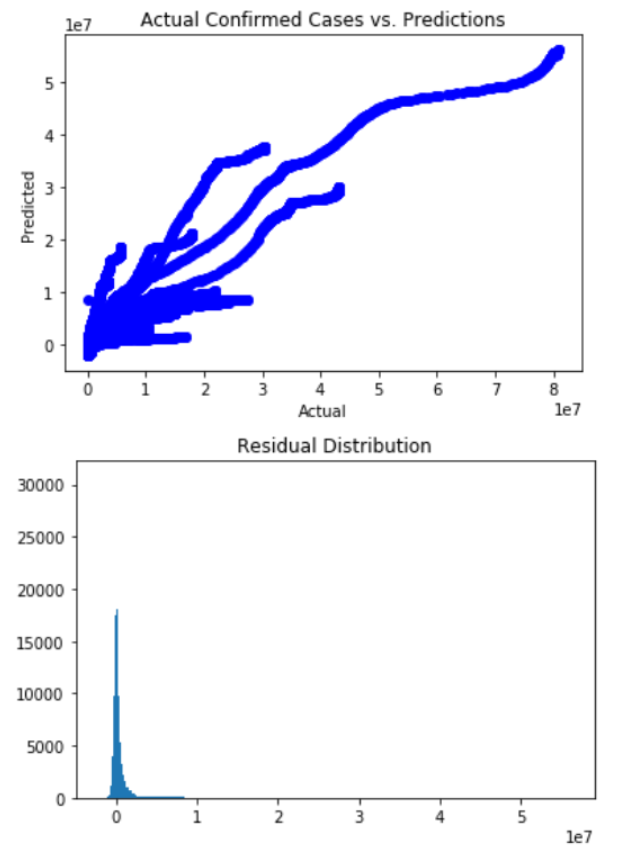 Actual Confirmed Cases vs. Predictions
1e7
5
4
3
2
1
0
Predicted
0 1 2 3 4 5 6 7 8
Actual
1e7
Residual Distribution
30000
25000
20000
15000
10000
5000
0
0 1 2 3 4 5
1e7